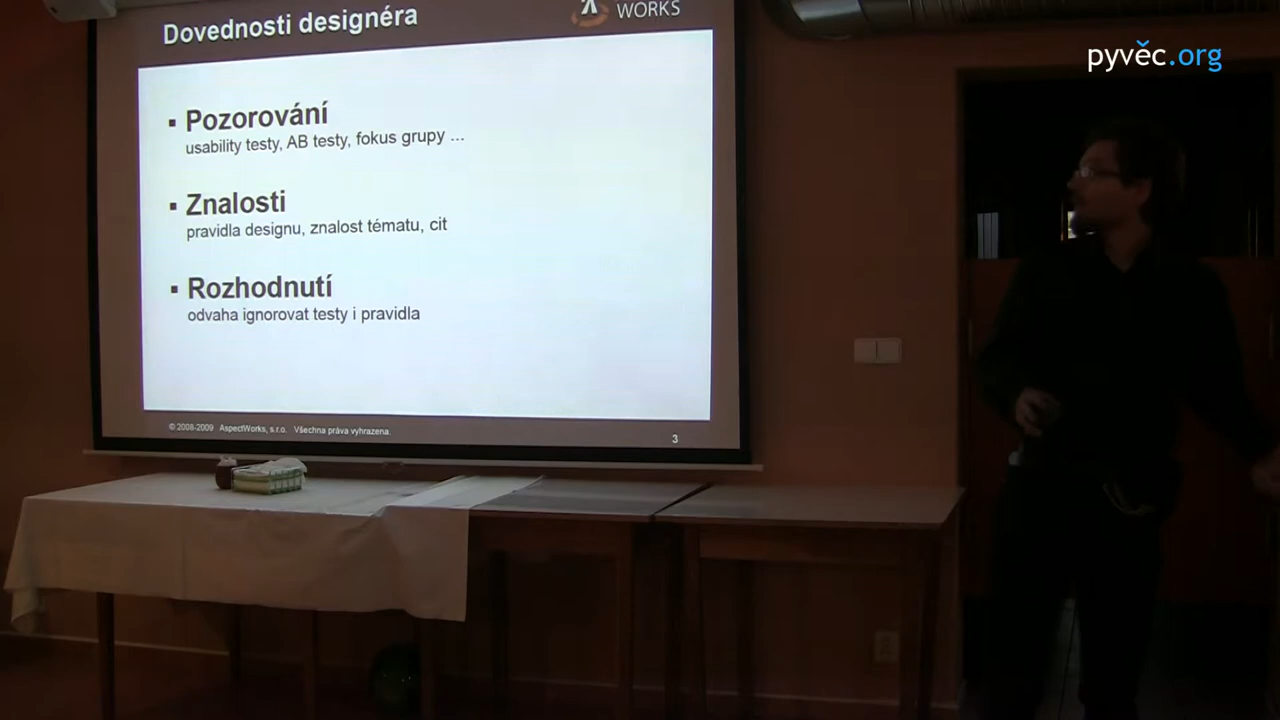 Dovednosti designéra
WORKS
pyvěc.org
▪ Pozorování
usability testy, AB testy, fokus grupy ...
▪ Znalosti
pravidla designu, znalost tématu, cit
▪ Rozhodnutí
odvaha ignorovat testy i pravidla
© 2008-2009 AspectWorks, s.r.o. Všechna práva vyhrazena.
3